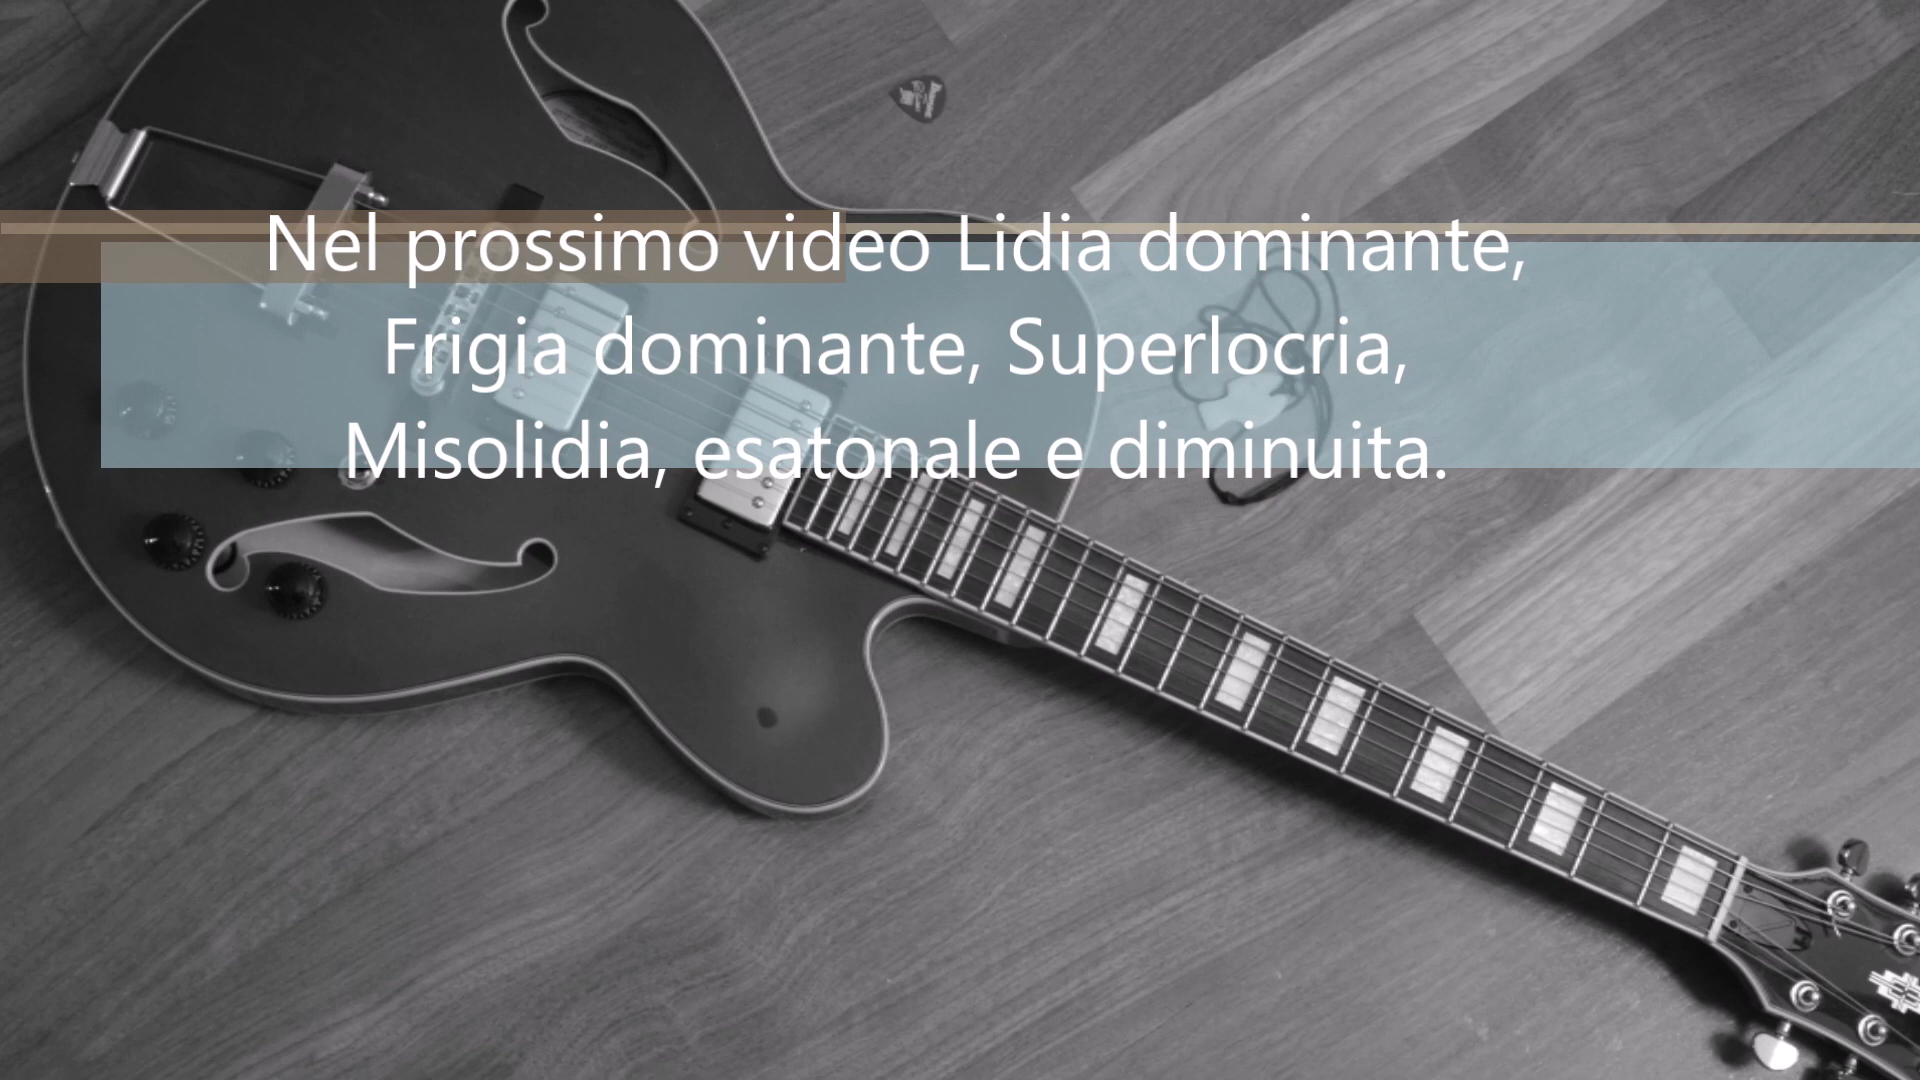 Nel prossimo video Lidia dominante,
Frigia dominante, Superlocria,
Misolidia, esatonale e diminuita.